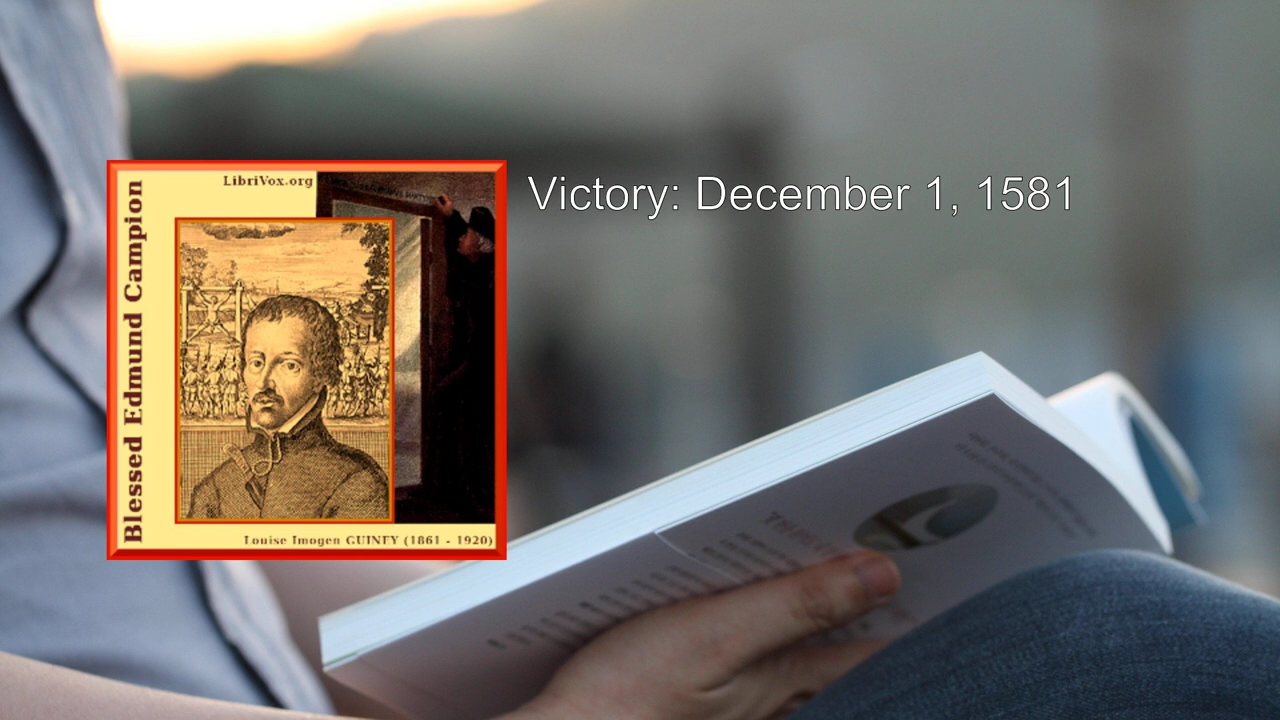 LibriVox.org
Blessed Edmund Campion
Louise Imogen GUINEY (1861 - 1920)
Victory: December 1, 1581